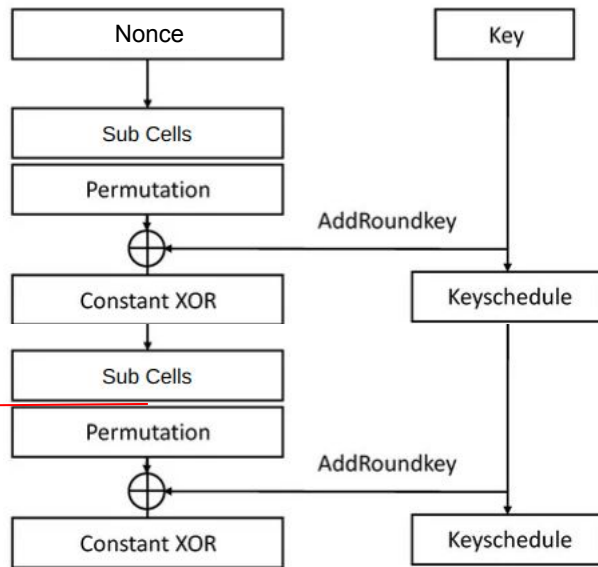 Nonce
Key
Sub Cells
Permutation
AddRoundkey
Constant XOR
Keyschedule
Sub Cells
Permutation
AddRoundkey
Constant XOR
Keyschedule